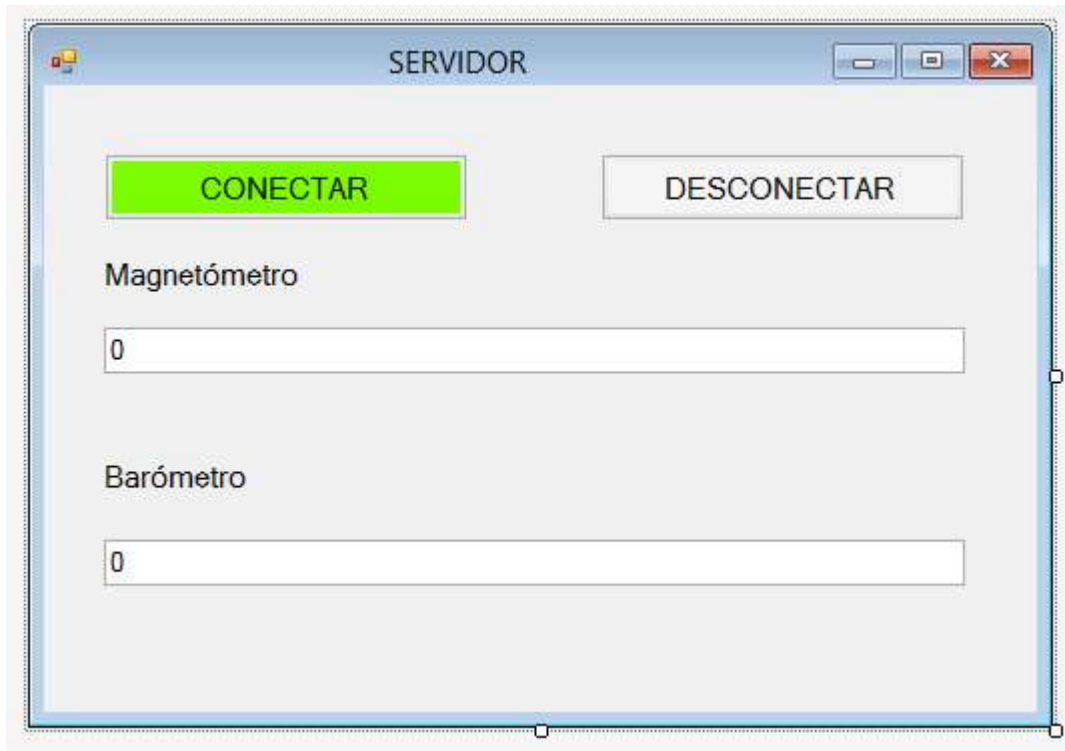 SERVIDOR
CONECTAR
DESCONECTAR
Magnetómetro
0
Barómetro
0